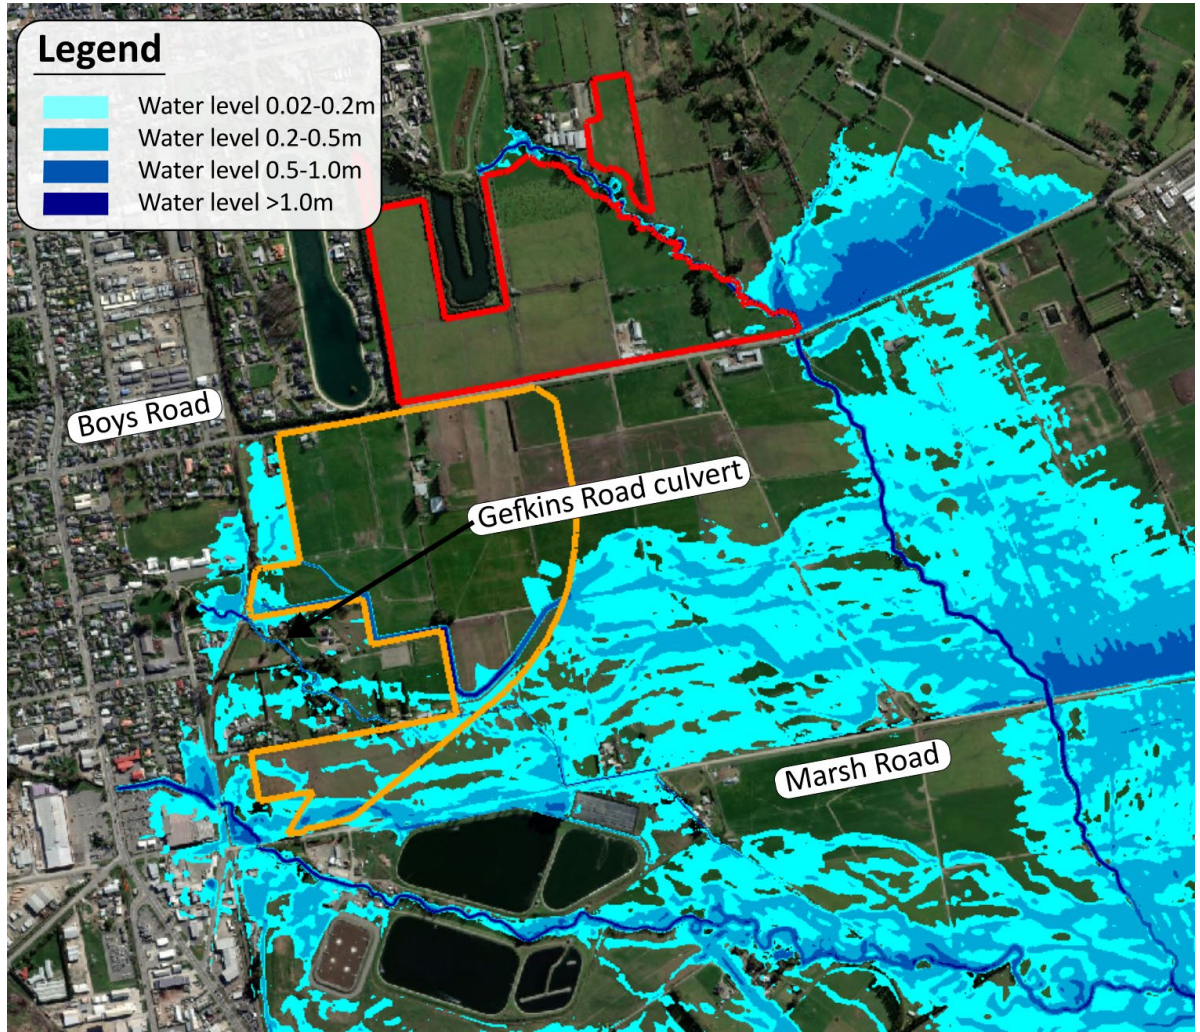 Legend
Water level 0.02-0.2m
Water level 0.2-0.5m
Water level 0.5-1.0m
Water level >1.0m
Boys Road
Gefkins Road culvert
Marsh Road